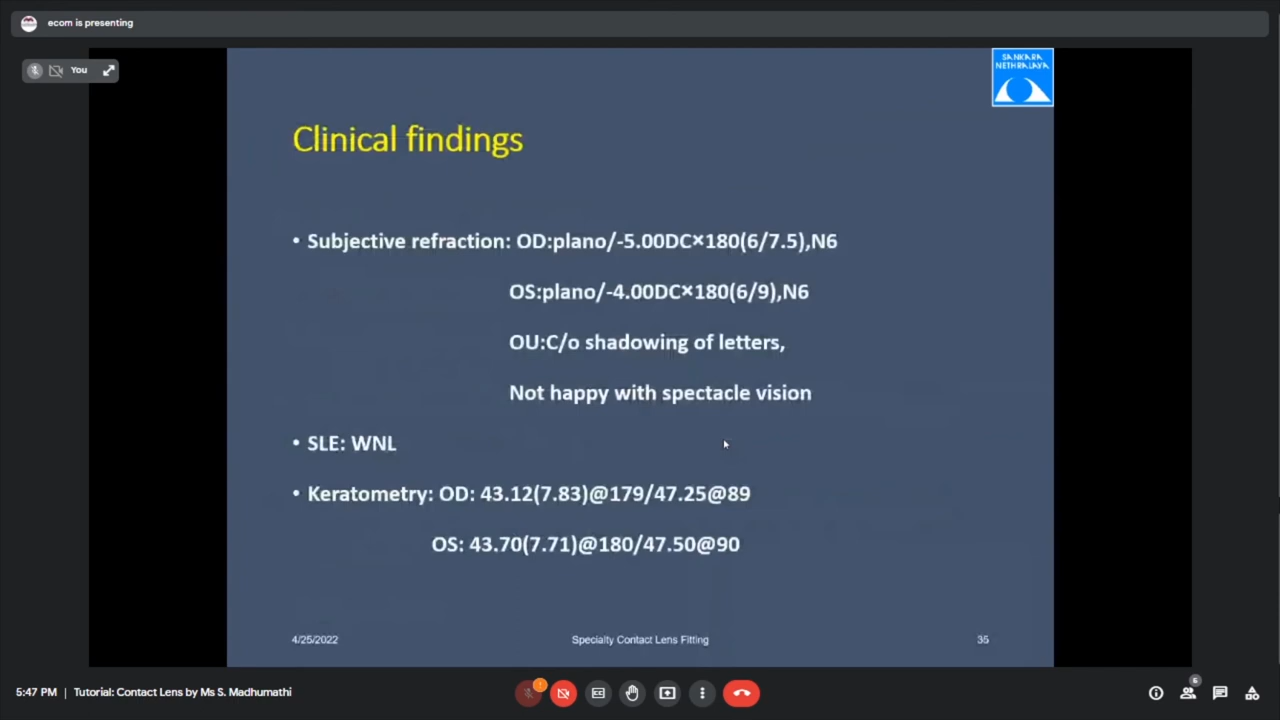 ecom is presenting
You
SANKARA
NETHRALAYA
Clinical findings
• Subjective refraction: OD:plano/-5.00DC×180(6/7.5),N6
OS:plano/-4.00DC×180(6/9),N6
OU:C/o shadowing of letters,
Not happy with spectacle vision
• SLE: WNL
• Keratometry: OD: 43.12(7.83)@179/47.25@89
OS: 43.70(7.71)@180/47.50@90
4/25/2022 Specialty Contact Lens Fitting 35
5:47 PM | Tutorial: Contact Lens by Ms S. Madhumathi
6